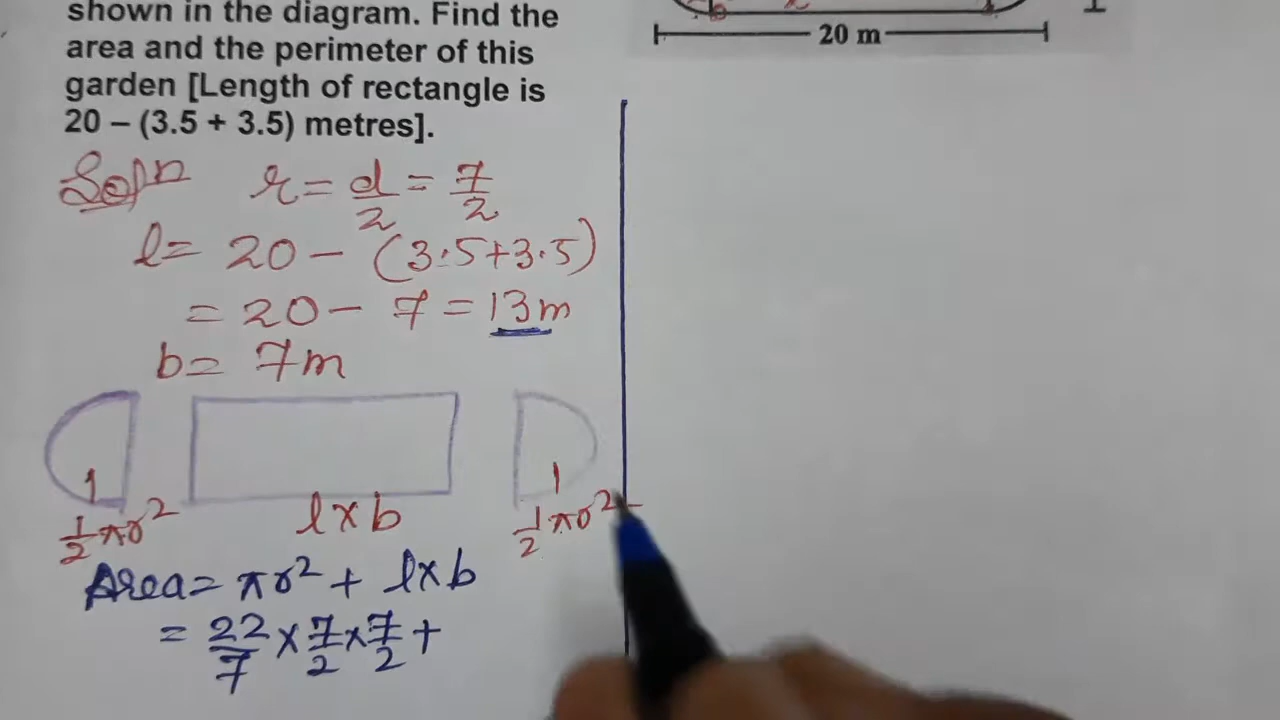 shown in the diagram. Find the
area and the perimeter of this
garden [Length of rectangle is
20 – (3.5 + 3.5) metres].
20 m
Soln r = d/2 = 7/2
l = 20 - (3.5+3.5)
= 20 - 7 = 13m
b = 7m
1/2 πr² l×b 1/2 πr²
Area = πr² + l×b
= 22/7 × 7/2 × 7/2 +